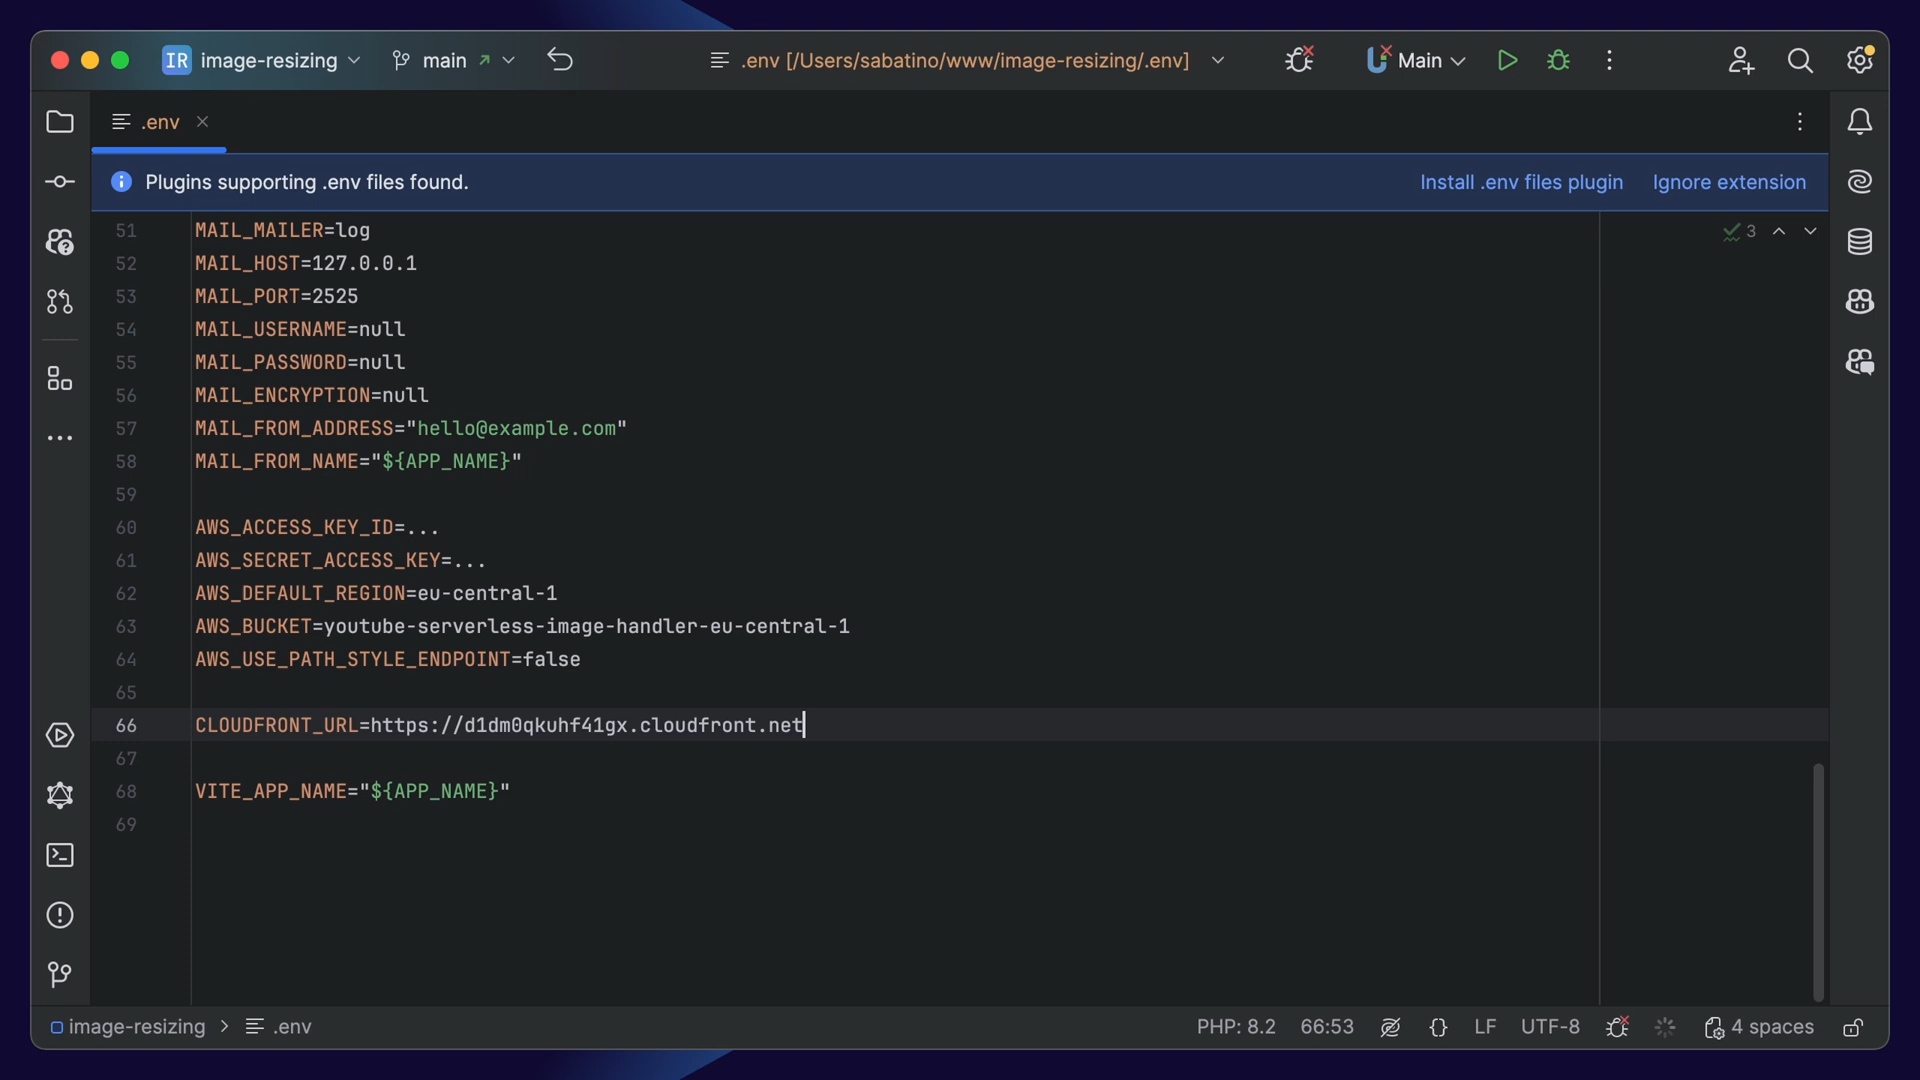 IR image-resizing main .env [/Users/sabatino/www/image-resizing/.env] Main
.env
Plugins supporting .env files found. Install .env files plugin Ignore extension
51 MAIL_MAILER=log
3
52 MAIL_HOST=127.0.0.1
53 MAIL_PORT=2525
54 MAIL_USERNAME=null
55 MAIL_PASSWORD=null
56 MAIL_ENCRYPTION=null
57 MAIL_FROM_ADDRESS="hello@example.com"
58 MAIL_FROM_NAME="${APP_NAME}"
59
60 AWS_ACCESS_KEY_ID=...
61 AWS_SECRET_ACCESS_KEY=...
62 AWS_DEFAULT_REGION=eu-central-1
63 AWS_BUCKET=youtube-serverless-image-handler-eu-central-1
64 AWS_USE_PATH_STYLE_ENDPOINT=false
65
66 CLOUDFRONT_URL=https://d1dm0qkuhf41gx.cloudfront.net
67
68 VITE_APP_NAME="${APP_NAME}"
69
image-resizing > .env PHP: 8.2 66:53 {} LF UTF-8 4 spaces